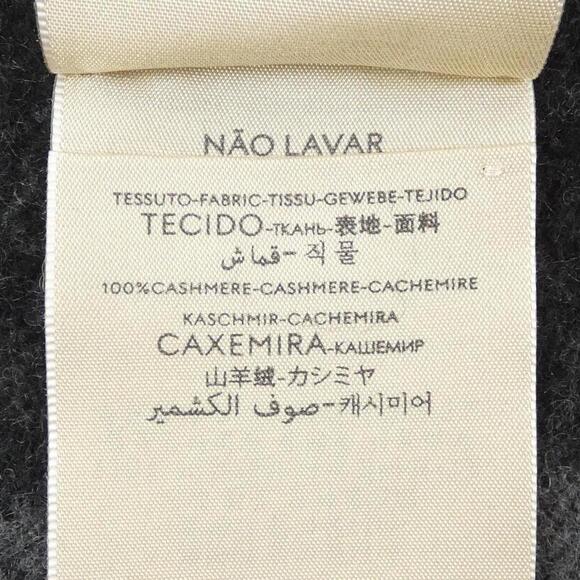 NÃO LAVAR
TESSUTO-FABRIC-TISSU-GEWEBE-TEJIDO
TECIDO-ТКАНЬ-表地-面料
قماش-직물
100%CASHMERE-CASHMERE-CACHEMIRE
KASCHMIR-CACHEMIRA
CAXEMIRA-КАШЕМИР
山羊绒-カシミヤ
صوف الكشمير-캐시미어